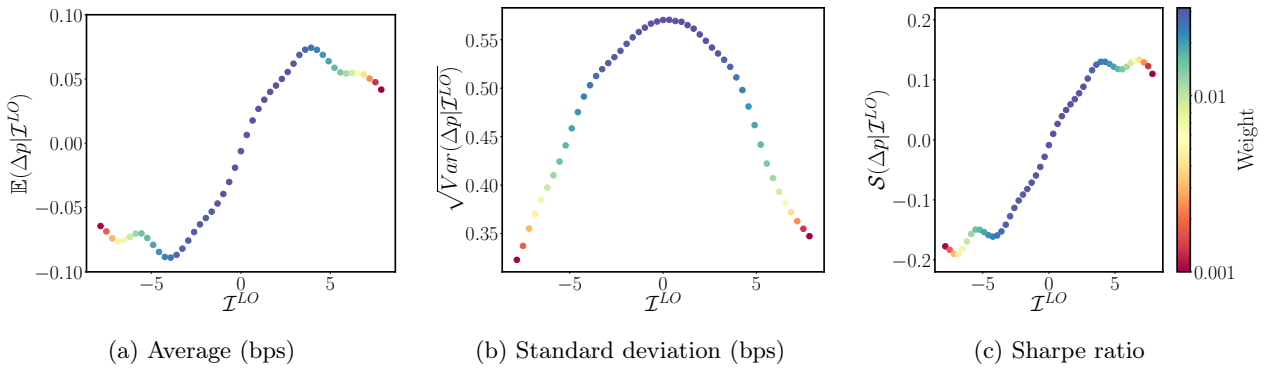 0.10
0.05
0.00
−0.05
−0.10
𝔼(Δp|ℐ^{LO})
−5 0 5
ℐ^{LO}
(a) Average (bps)
0.55
0.50
0.45
0.40
0.35
√Var(Δp|ℐ^{LO})
−5 0 5
ℐ^{LO}
(b) Standard deviation (bps)
0.2
0.1
0.0
−0.1
−0.2
𝒮(Δp|ℐ^{LO})
−5 0 5
ℐ^{LO}
(c) Sharpe ratio
0.01
0.001
Weight